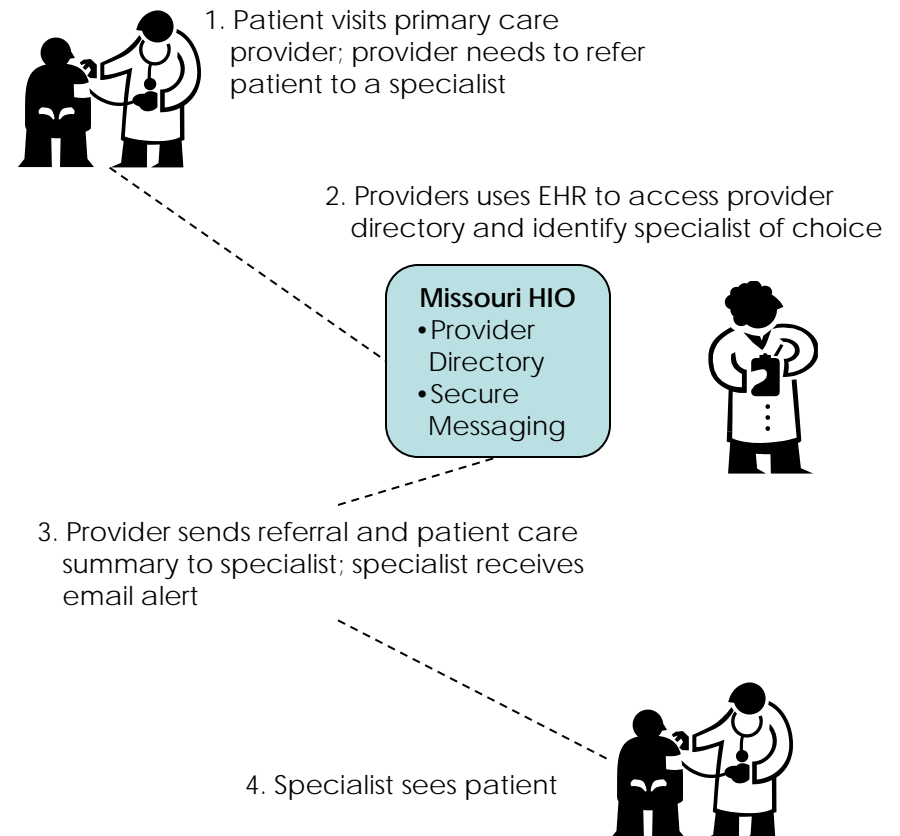 1. Patient visits primary care
provider; provider needs to refer
patient to a specialist
2. Providers uses EHR to access provider
directory and identify specialist of choice
Missouri HIO
•Provider
Directory
•Secure
Messaging
3. Provider sends referral and patient care
summary to specialist; specialist receives
email alert
4. Specialist sees patient